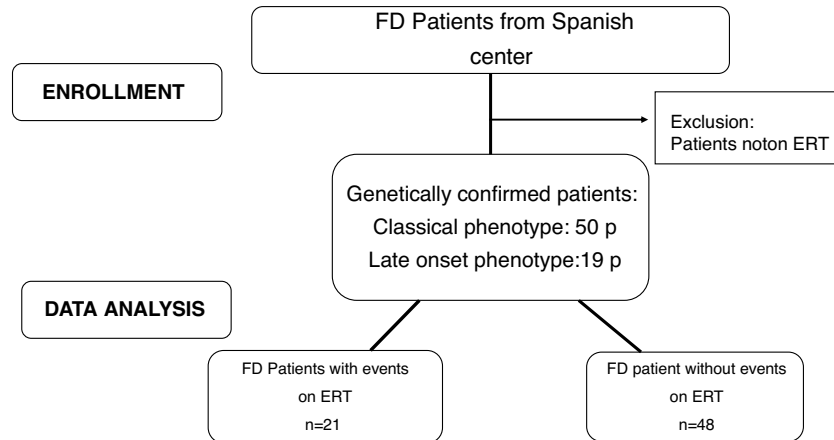 FD Patients from Spanish
center
ENROLLMENT
Exclusion:
Patients noton ERT
Genetically confirmed patients:
Classical phenotype: 50 p
Late onset phenotype:19 p
DATA ANALYSIS
FD Patients with events
on ERT
n=21
FD patient without events
on ERT
n=48